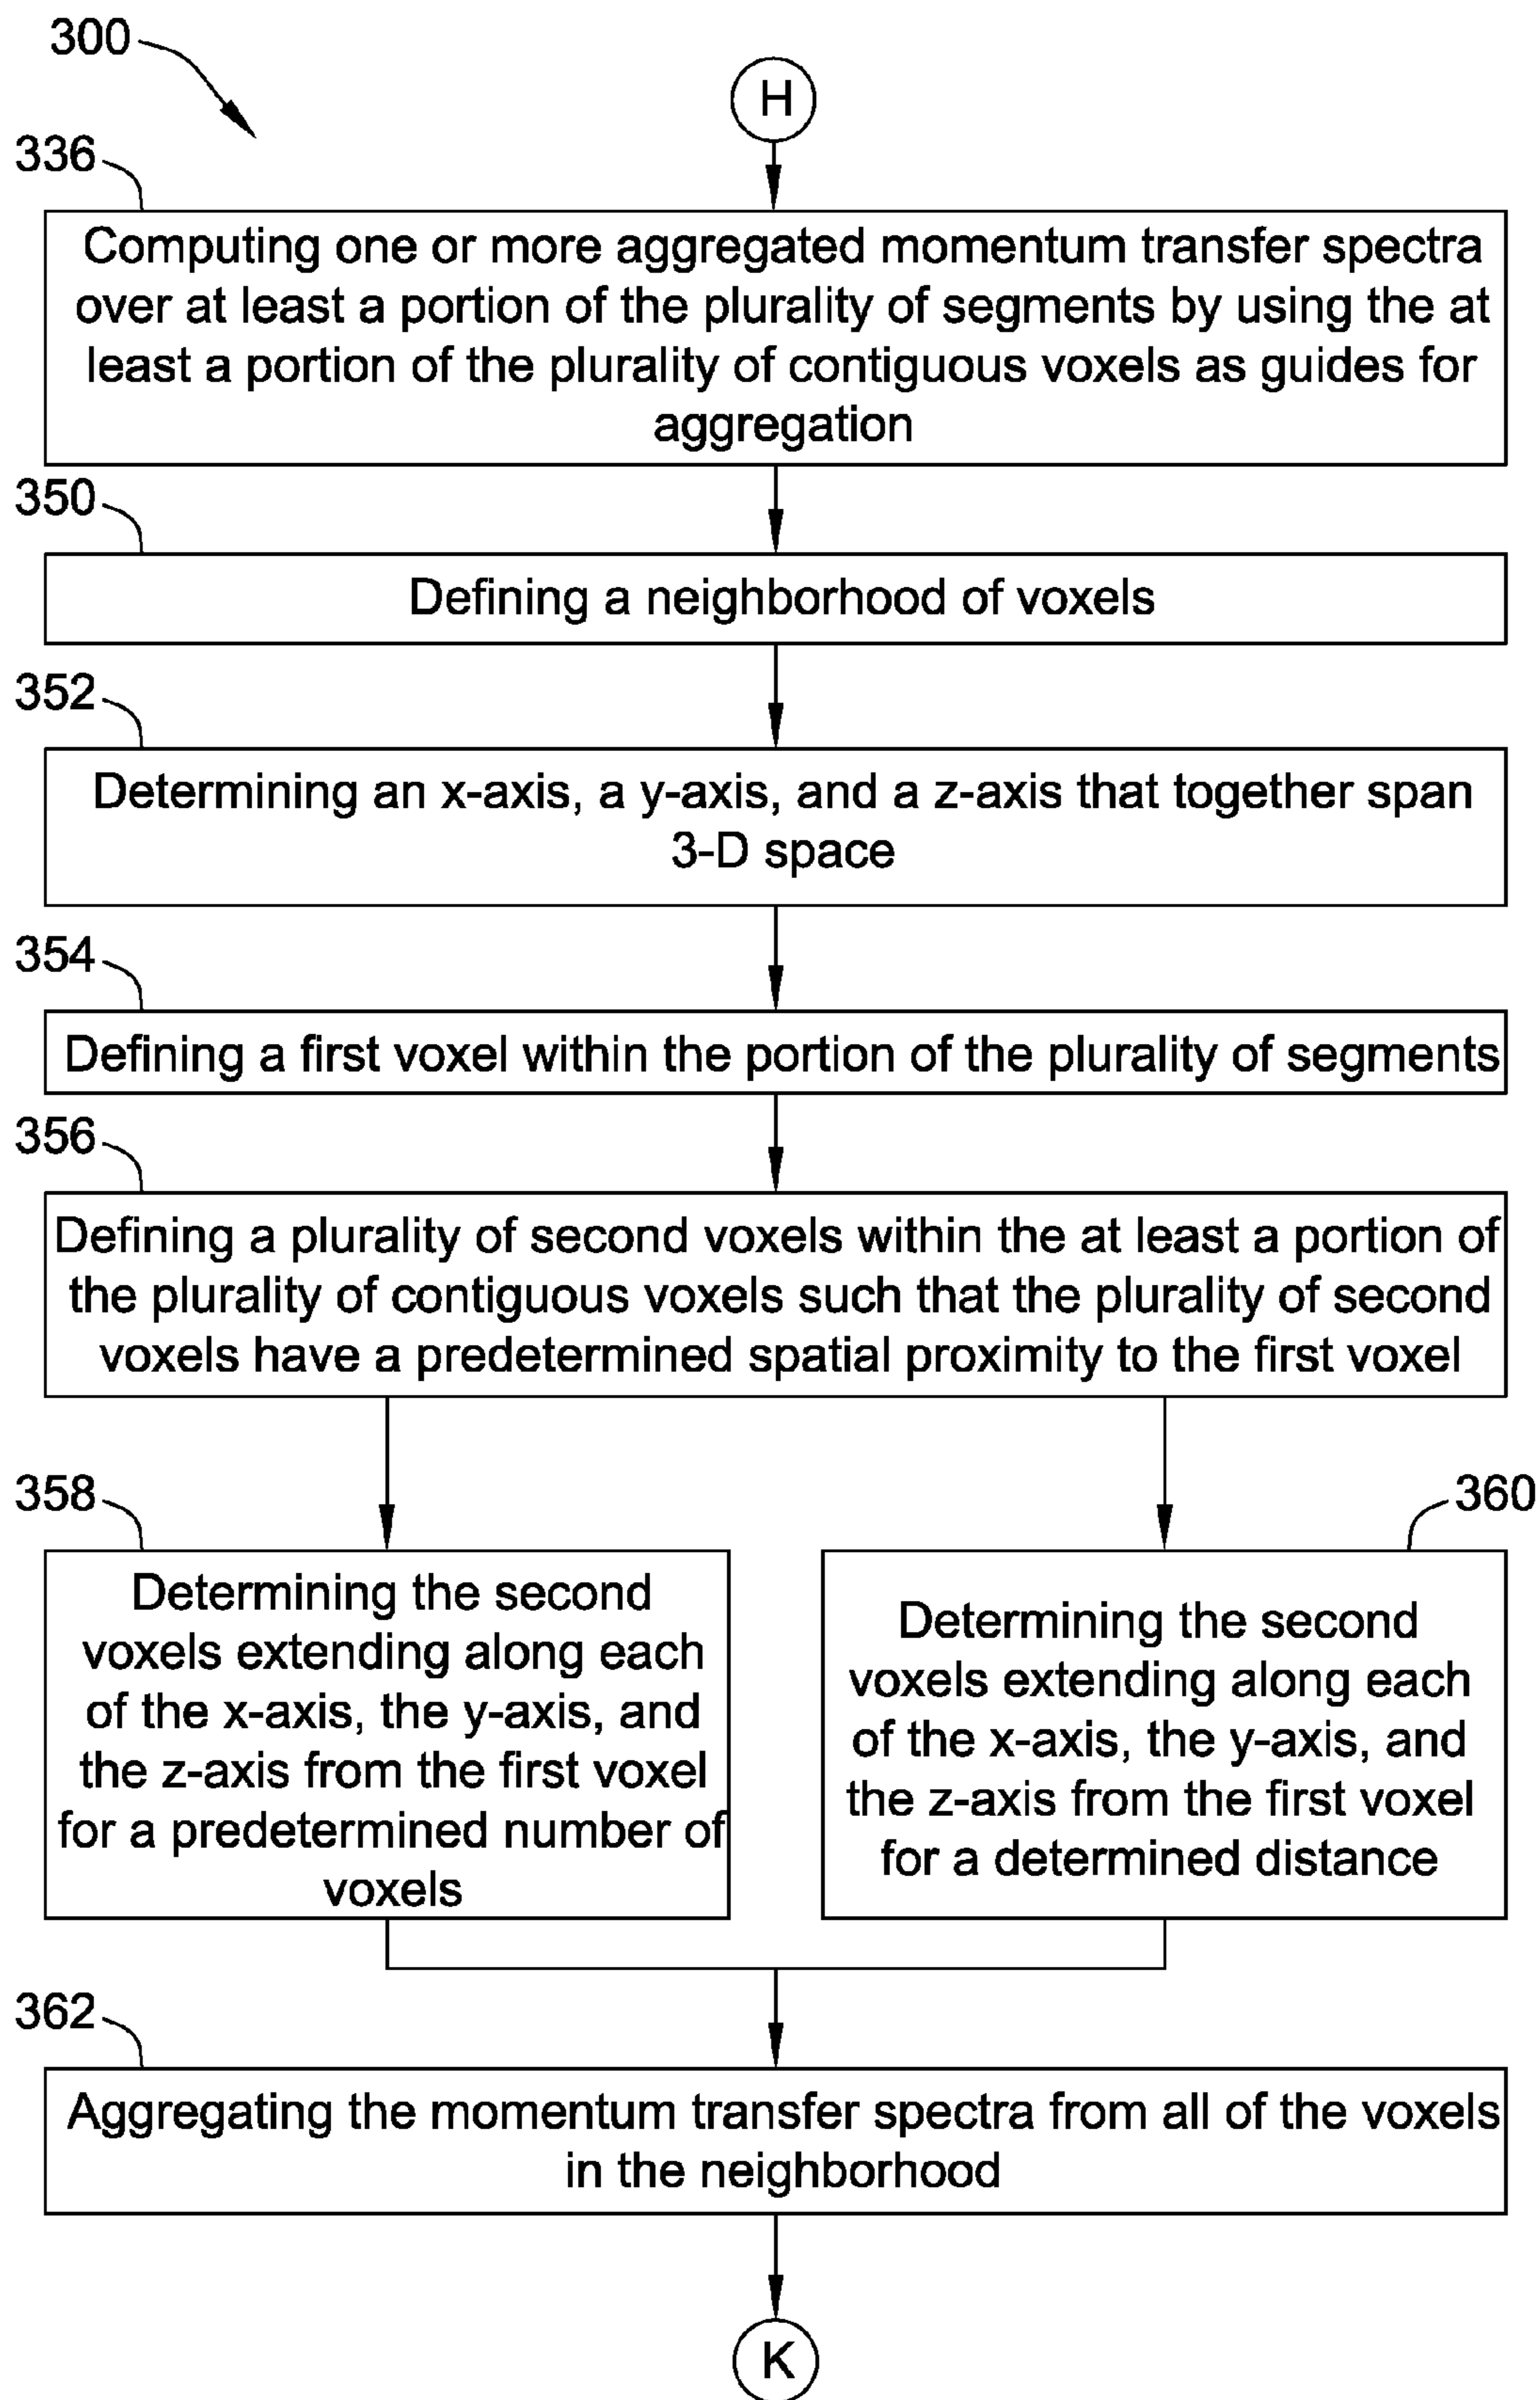 300
H
336
Computing one or more aggregated momentum transfer spectra
over at least a portion of the plurality of segments by using the at
least a portion of the plurality of contiguous voxels as guides for
aggregation
350
Defining a neighborhood of voxels
352
Determining an x-axis, a y-axis, and a z-axis that together span
3-D space
354
Defining a first voxel within the portion of the plurality of segments
356
Defining a plurality of second voxels within the at least a portion of
the plurality of contiguous voxels such that the plurality of second
voxels have a predetermined spatial proximity to the first voxel
358
Determining the second
voxels extending along each
of the x-axis, the y-axis, and
the z-axis from the first voxel
for a predetermined number of
voxels
360
Determining the second
voxels extending along each
of the x-axis, the y-axis, and
the z-axis from the first voxel
for a determined distance
362
Aggregating the momentum transfer spectra from all of the voxels
in the neighborhood
K